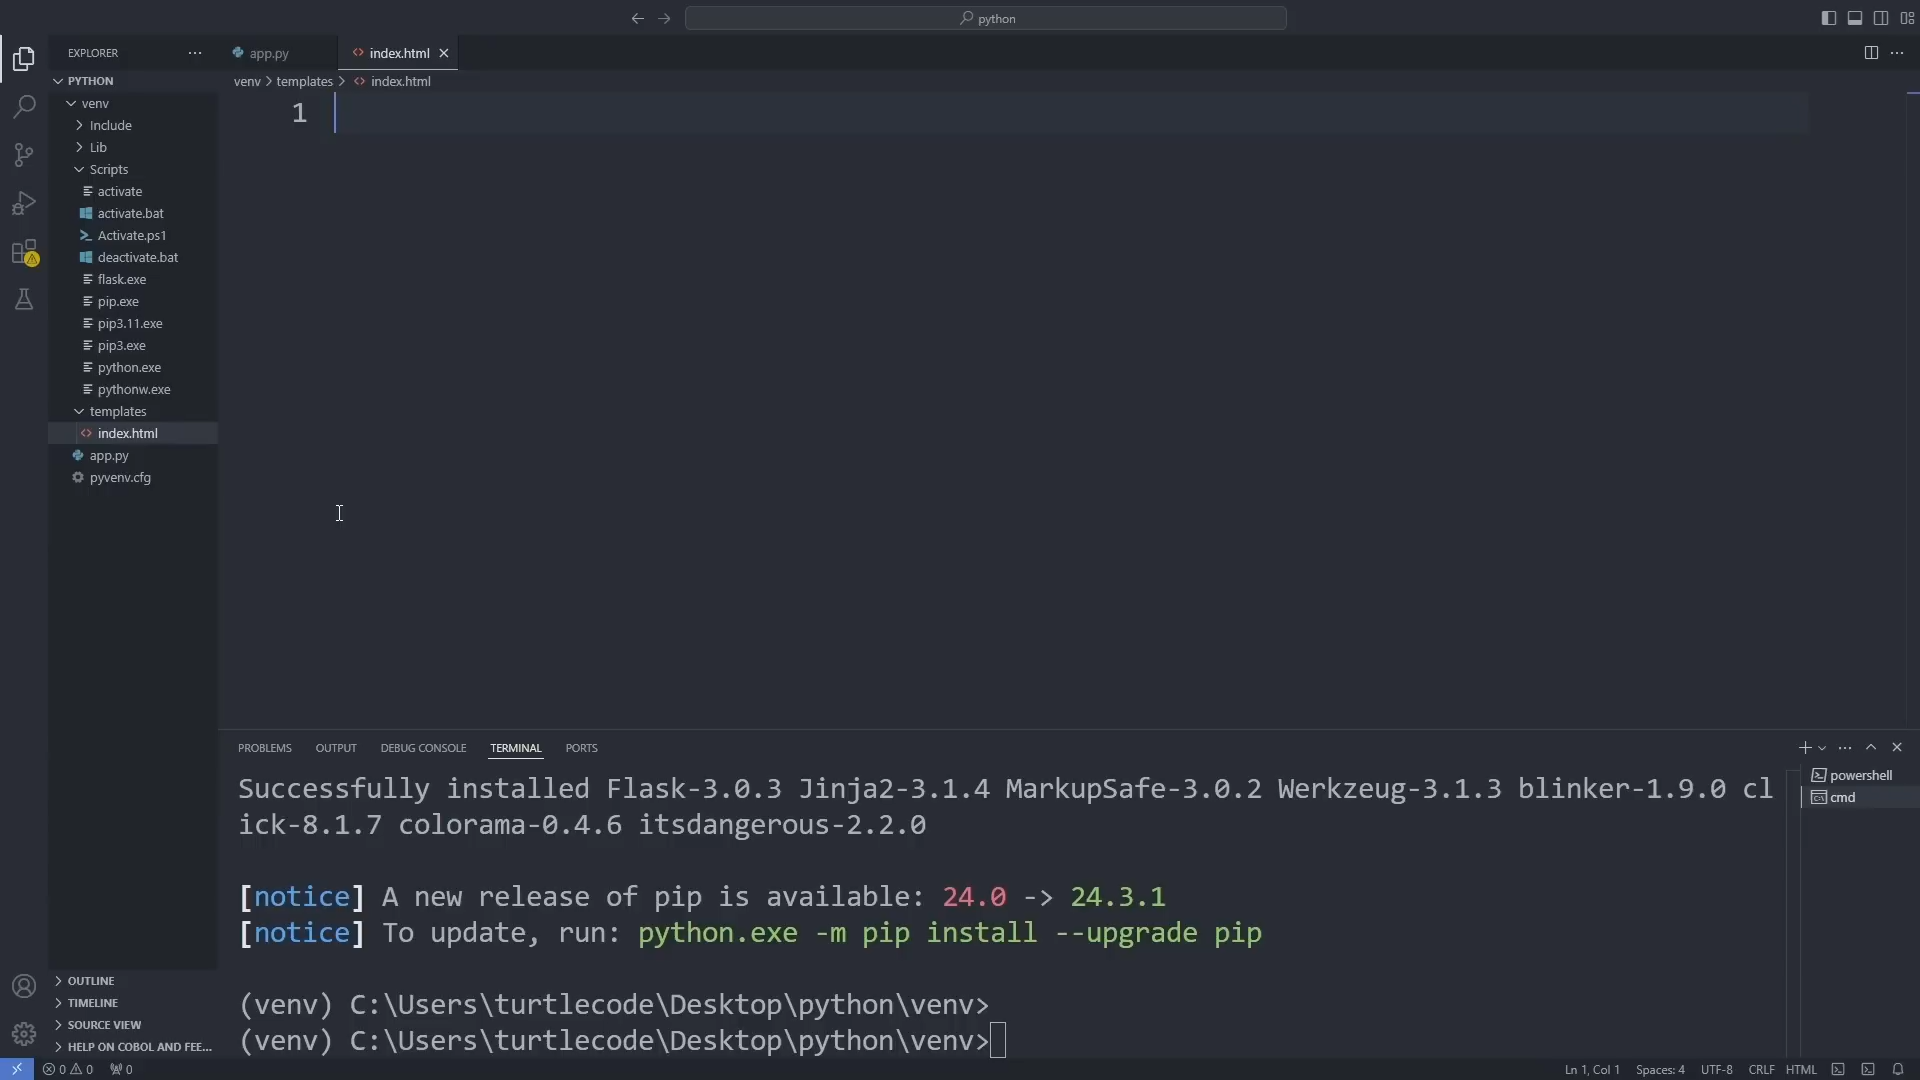 python
EXPLORER
app.py
index.html
PYTHON
venv > templates > index.html
venv
Include
Lib
Scripts
activate
activate.bat
Activate.ps1
deactivate.bat
flask.exe
pip.exe
pip3.11.exe
pip3.exe
python.exe
pythonw.exe
templates
index.html
app.py
pyvenv.cfg
1
PROBLEMS OUTPUT DEBUG CONSOLE TERMINAL PORTS
Successfully installed Flask-3.0.3 Jinja2-3.1.4 MarkupSafe-3.0.2 Werkzeug-3.1.3 blinker-1.9.0 cl
ick-8.1.7 colorama-0.4.6 itsdangerous-2.2.0
[notice] A new release of pip is available: 24.0 -> 24.3.1
[notice] To update, run: python.exe -m pip install --upgrade pip
(venv) C:\Users\turtlecode\Desktop\python\venv>
(venv) C:\Users\turtlecode\Desktop\python\venv>
powershell
cmd
OUTLINE
TIMELINE
SOURCE VIEW
HELP ON COBOL AND FEE...
0 0 0
Ln 1, Col 1 Spaces: 4 UTF-8 CRLF HTML